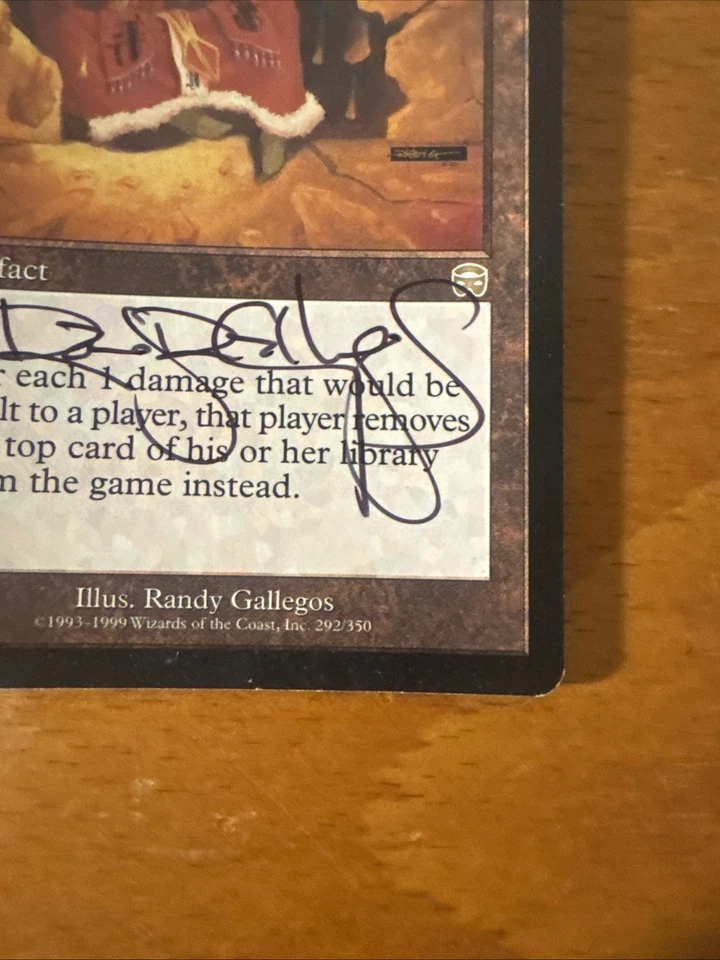 fact
r each 1 damage that would be
lt to a player, that player removes
top card of his or her library
m the game instead.
Illus. Randy Gallegos
©1993-1999 Wizards of the Coast, Inc. 292/350